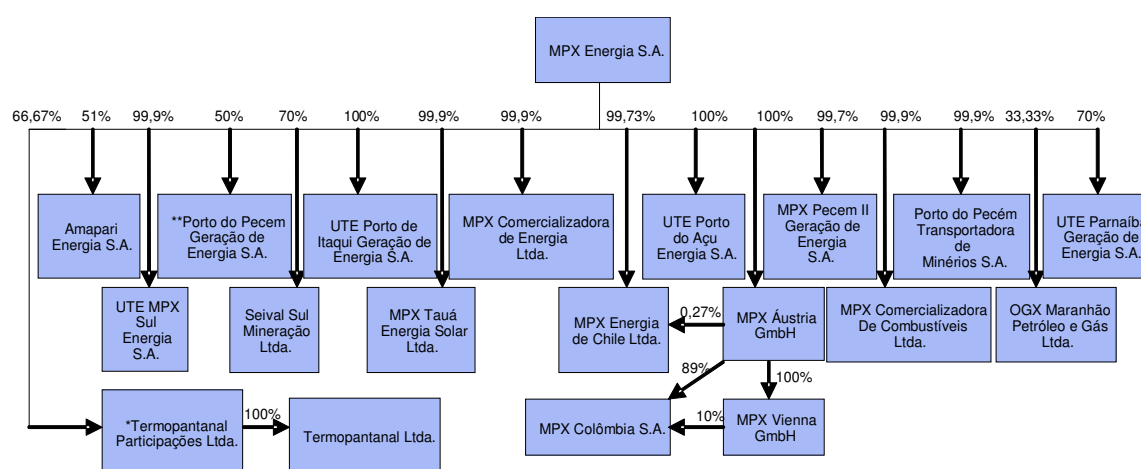 MPX Energia S.A.
66,67%
51%
99,9%
50%
70%
100%
99,9%
99,9%
99,73%
100%
100%
99,7%
99,9%
99,9%
33,33%
70%
Amapari
Energia S.A.
**Porto do Pecem
Geração de
Energia S.A.
UTE Porto de
Itaqui Geração de
Energia S.A.
MPX Comercializadora
de Energia
Ltda.
UTE Porto
do Açu
Energia S.A.
MPX Pecem II
Geração de
Energia
S.A.
Porto do Pecém
Transportadora
de
Minérios S.A.
UTE Parnaíba
Geração de
Energia S.A.
UTE MPX
Sul
Energia
S.A.
Seival Sul
Mineração
Ltda.
MPX Tauá
Energia Solar
Ltda.
MPX Energia
de Chile Ltda.
0,27%
MPX Áustria
GmbH
MPX Comercializadora
De Combustíveis
Ltda.
OGX Maranhão
Petróleo e Gás
Ltda.
89%
100%
*Termopantanal
Participações Ltda.
100%
Termopantanal Ltda.
MPX Colômbia S.A.
10%
MPX Vienna
GmbH